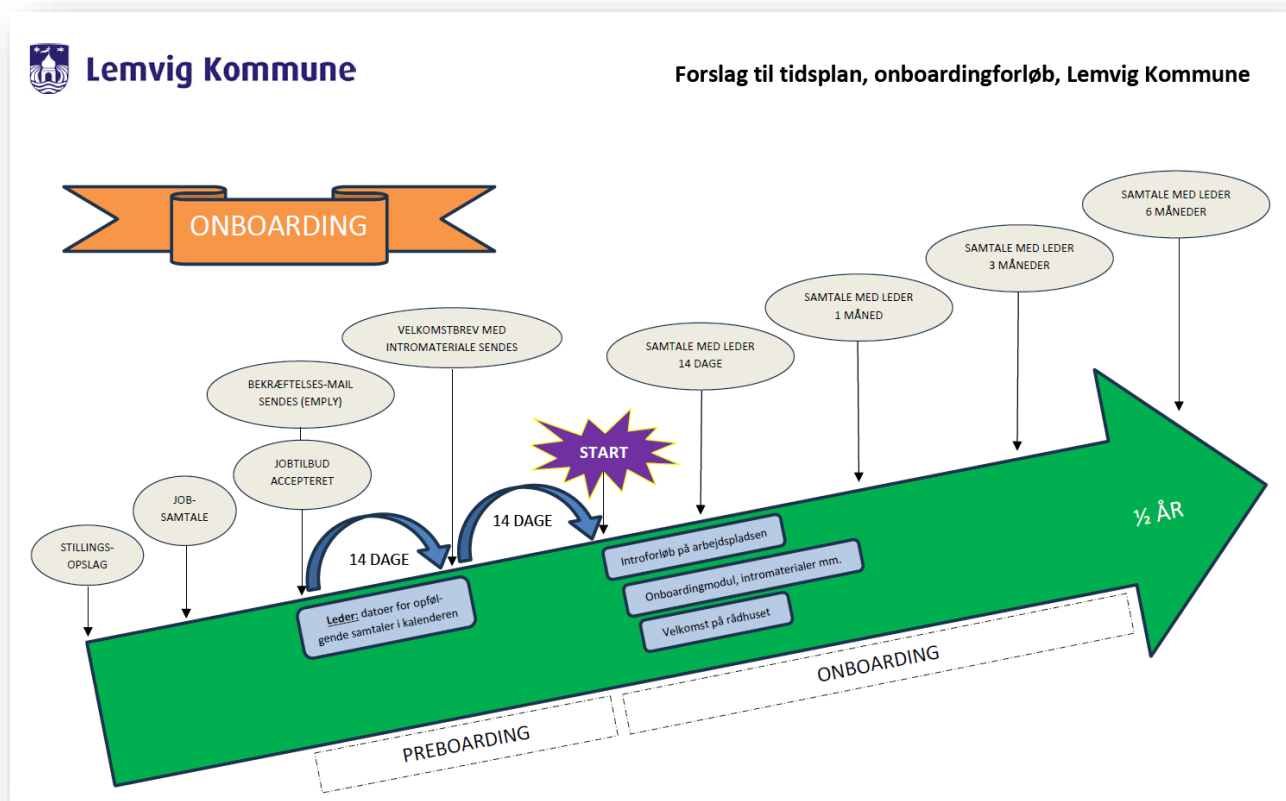 Lemvig Kommune
Forslag til tidsplan, onboardingforløb, Lemvig Kommune
ONBOARDING
STILLINGS-
OPSLAG
JOB-
SAMTALE
BEKRÆFTELSES-MAIL
SENDES (EMPLY)
JOBTILBUD
ACCEPTERET
VELKOMSTBREV MED
INTROMATERIALE SENDES
START
SAMTALE MED LEDER
14 DAGE
SAMTALE MED LEDER
1 MÅNED
SAMTALE MED LEDER
3 MÅNEDER
SAMTALE MED LEDER
6 MÅNEDER
14 DAGE
14 DAGE
½ ÅR
Leder: datoer for opføl-
gende samtaler i kalenderen
Introforløb på arbejdspladsen
Onboardingmodul, intromaterialer mm.
Velkomst på rådhuset
PREBOARDING
ONBOARDING